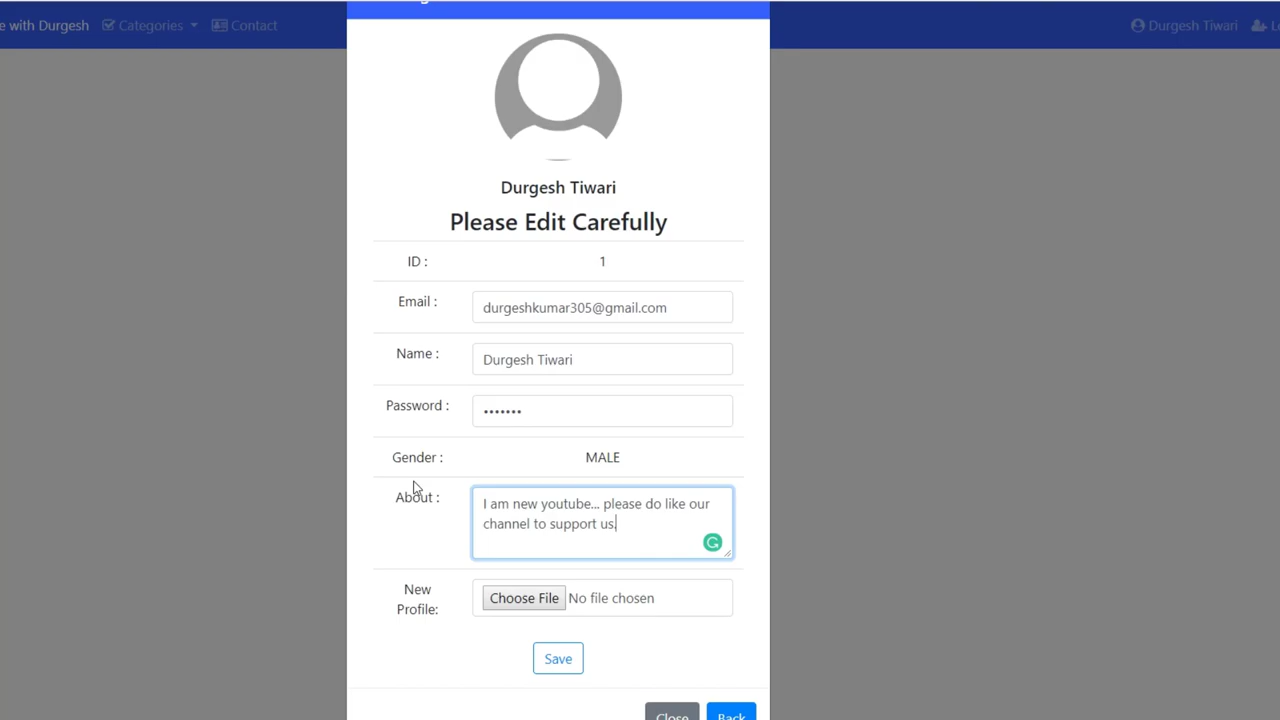 e with Durgesh Categories Contact Durgesh Tiwari
Durgesh Tiwari
Please Edit Carefully
ID : 1
Email : durgeshkumar305@gmail.com
Name : Durgesh Tiwari
Password : •••••••
Gender : MALE
About : I am new youtube... please do like our
channel to support us.
New
Profile:
Choose File No file chosen
Save
Close Back